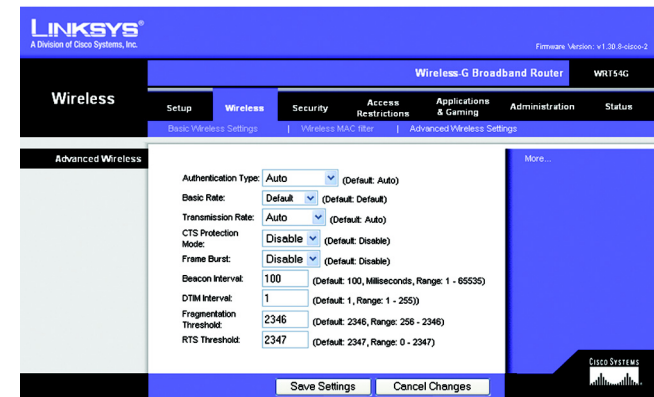 LINKSYS®
A Division of Cisco Systems, Inc.
Firmware Version: v1.30.8-cisco-2
Wireless-G Broadband Router WRT54G
Wireless
Setup Wireless Security Access Restrictions Applications & Gaming Administration Status
Basic Wireless Settings | Wireless MAC filter | Advanced Wireless Settings
Advanced Wireless
More...
Authentication Type: Auto (Default: Auto)
Basic Rate: Default (Default: Default)
Transmission Rate: Auto (Default: Auto)
CTS Protection Mode: Disable (Default: Disable)
Frame Burst: Disable (Default: Disable)
Beacon Interval: 100 (Default: 100, Milliseconds, Range: 1 - 65535)
DTIM Interval: 1 (Default: 1, Range: 1 - 255))
Fragmentation Threshold: 2346 (Default: 2346, Range: 256 - 2346)
RTS Threshold: 2347 (Default: 2347, Range: 0 - 2347)
Save Settings Cancel Changes
CISCO SYSTEMS